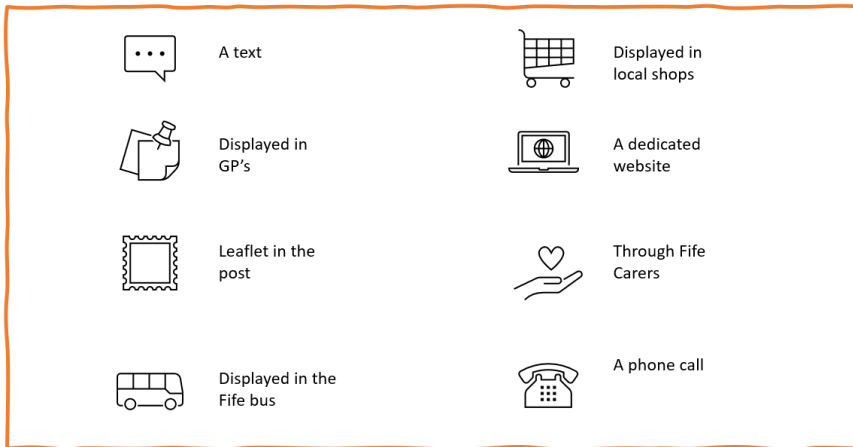 A text
Displayed in
GP's
Leaflet in the
post
Displayed in the
Fife bus
Displayed in
local shops
A dedicated
website
Through Fife
Carers
A phone call